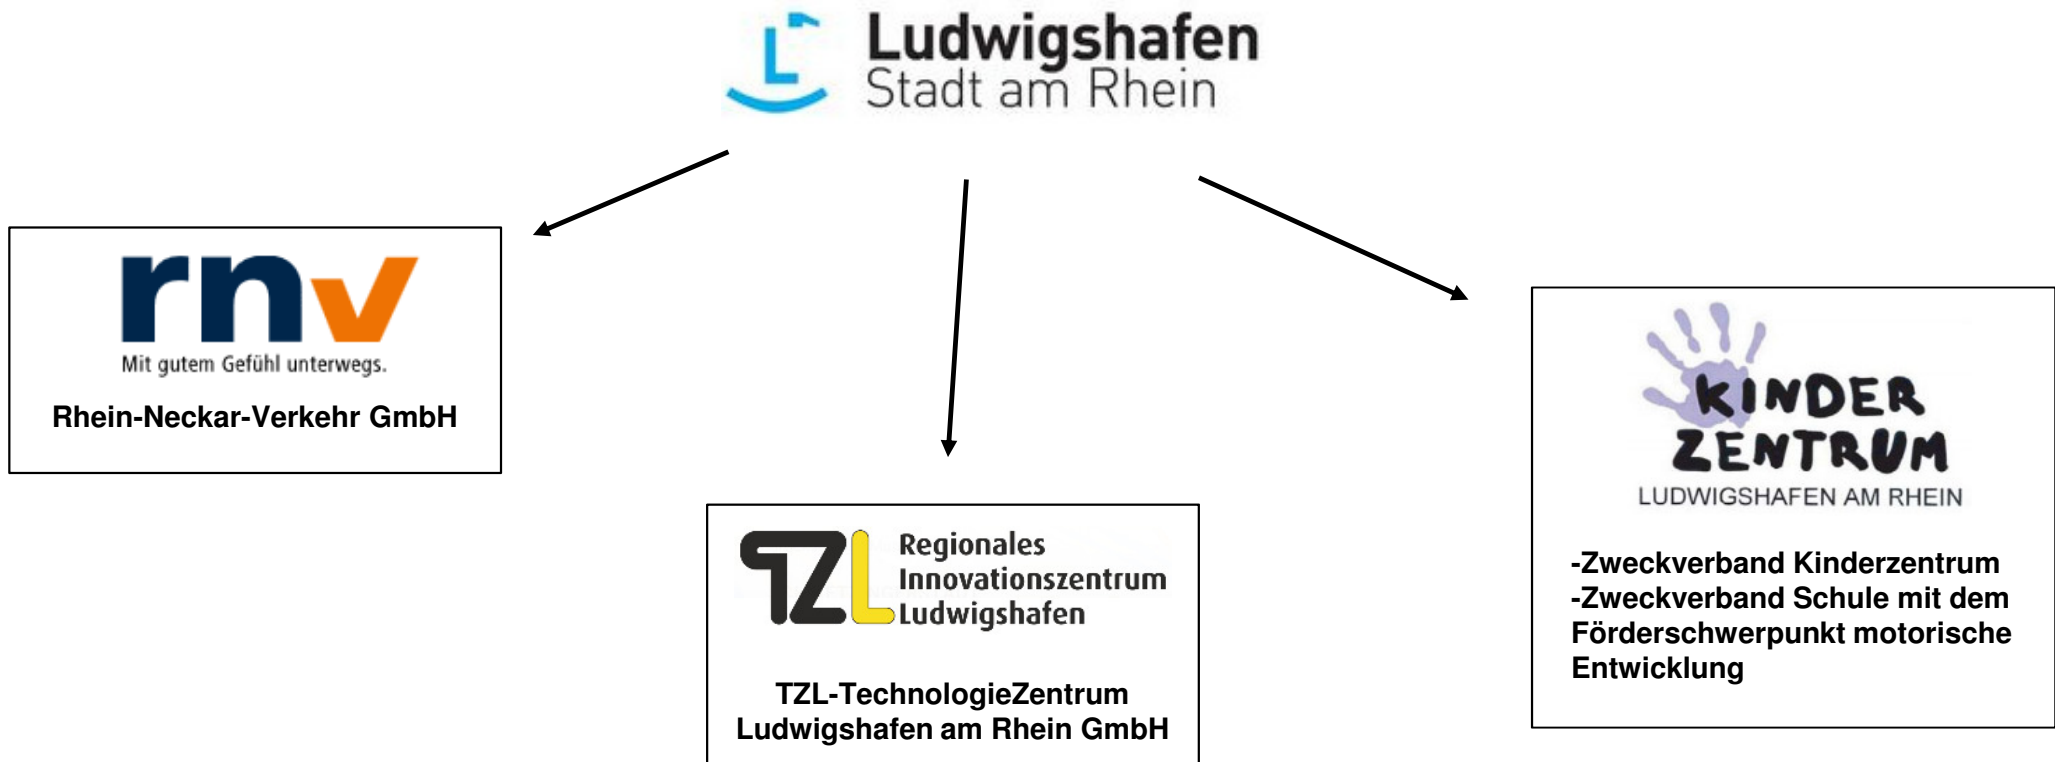 Ludwigshafen
Stadt am Rhein
rnv
Mit gutem Gefühl unterwegs.
Rhein-Neckar-Verkehr GmbH
TZL
Regionales
Innovationszentrum
Ludwigshafen
TZL-TechnologieZentrum
Ludwigshafen am Rhein GmbH
KINDER
ZENTRUM
LUDWIGSHAFEN AM RHEIN
-Zweckverband Kinderzentrum
-Zweckverband Schule mit dem
Förderschwerpunkt motorische
Entwicklung